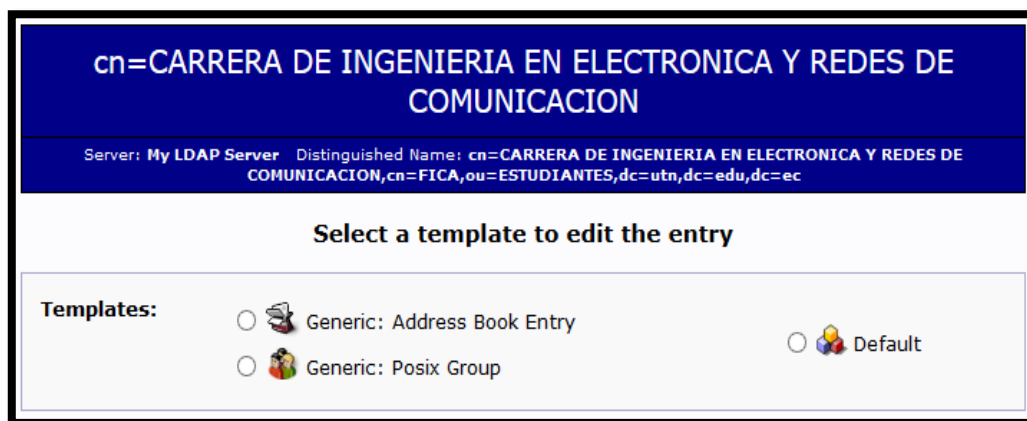 cn=CARRERA DE INGENIERIA EN ELECTRONICA Y REDES DE
COMUNICACION
Server: My LDAP Server Distinguished Name: cn=CARRERA DE INGENIERIA EN ELECTRONICA Y REDES DE
COMUNICACION,cn=FICA,ou=ESTUDIANTES,dc=utn,dc=edu,dc=ec
Select a template to edit the entry
Templates:
Generic: Address Book Entry
Generic: Posix Group
Default